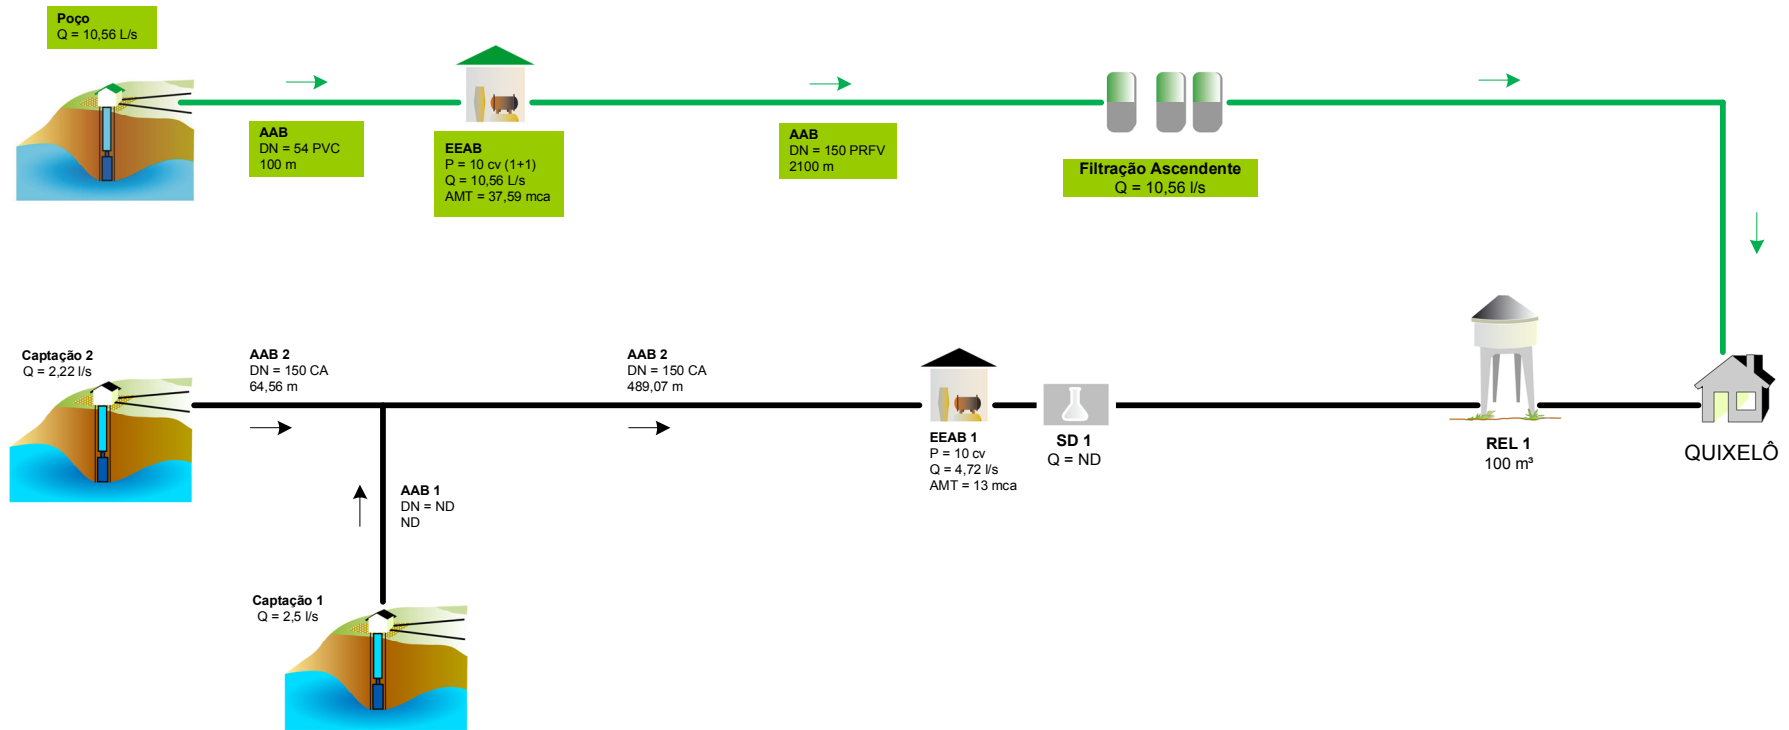 Poço
Q = 10,56 L/s
AAB
DN = 54 PVC
100 m
EEAB
P = 10 cv (1+1)
Q = 10,56 L/s
AMT = 37,59 mca
AAB
DN = 150 PRFV
2100 m
Filtração Ascendente
Q = 10,56 l/s
Captação 2
Q = 2,22 l/s
AAB 2
DN = 150 CA
64,56 m
AAB 2
DN = 150 CA
489,07 m
EEAB 1
P = 10 cv
Q = 4,72 l/s
AMT = 13 mca
SD 1
Q = ND
REL 1
100 m³
QUIXELÔ
AAB 1
DN = ND
ND
Captação 1
Q = 2,5 l/s